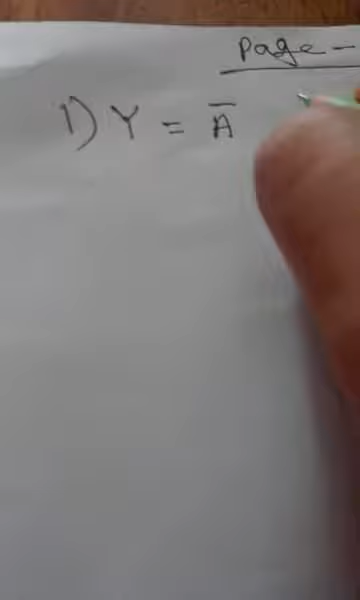 Page -
1) Y = A̅